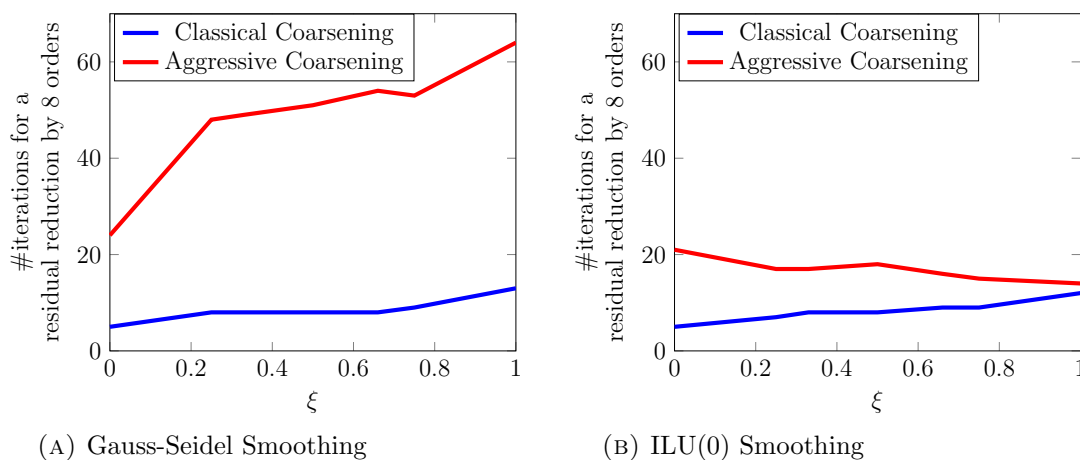 #iterations for a
residual reduction by 8 orders
Classical Coarsening
Aggressive Coarsening
60
40
20
0
0 0.2 0.4 0.6 0.8 1
ξ
(A) Gauss-Seidel Smoothing
#iterations for a
residual reduction by 8 orders
Classical Coarsening
Aggressive Coarsening
60
40
20
0
0 0.2 0.4 0.6 0.8 1
ξ
(B) ILU(0) Smoothing